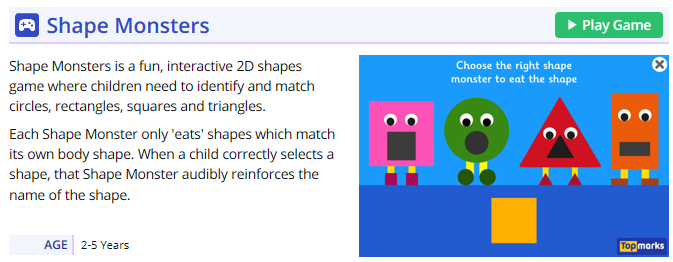 Shape Monsters
Play Game
Shape Monsters is a fun, interactive 2D shapes
game where children need to identify and match
circles, rectangles, squares and triangles.
Each Shape Monster only 'eats' shapes which match
its own body shape. When a child correctly selects a
shape, that Shape Monster audibly reinforces the
name of the shape.
AGE 2-5 Years
Choose the right shape
monster to eat the shape
Topmarks